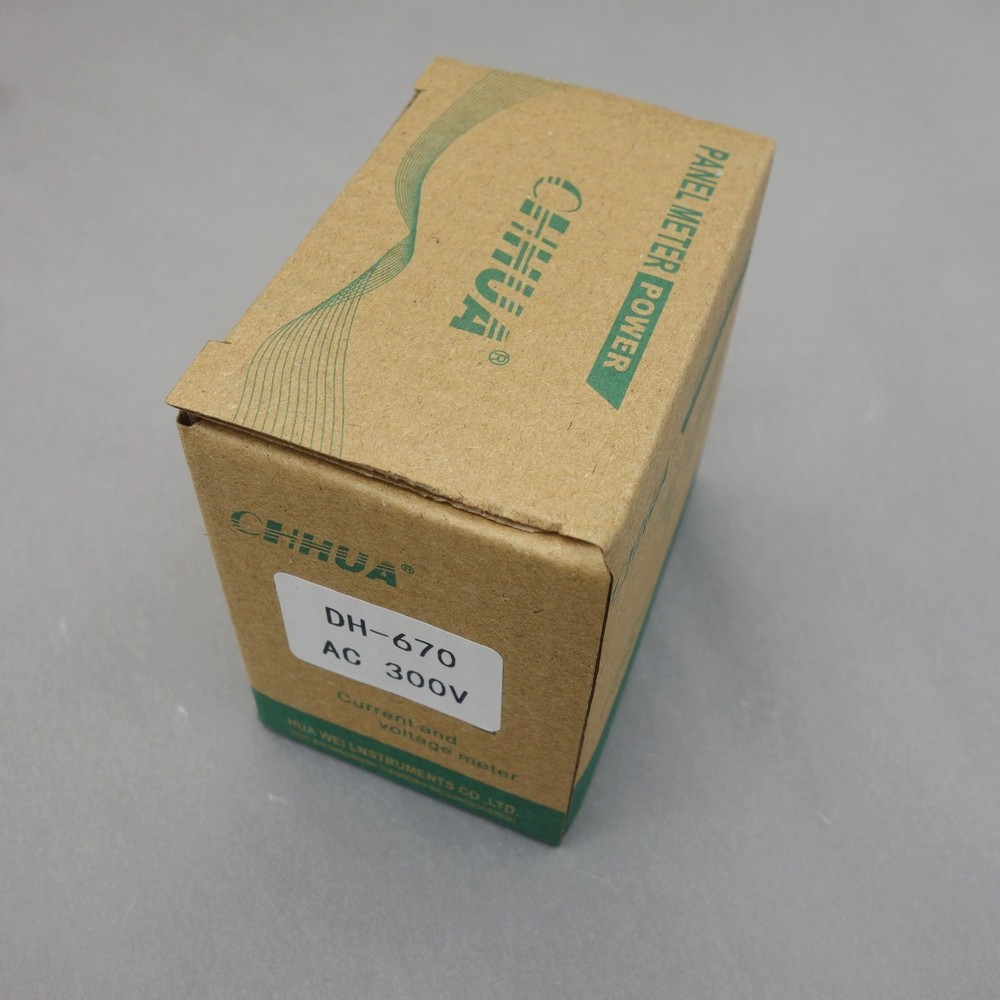 CHHUA®
PANEL METER POWER
CHHUA®
DH-670
AC 300V
Current and
voltage meter
HUA WEI LNSTRUMENTS CO.,LTD